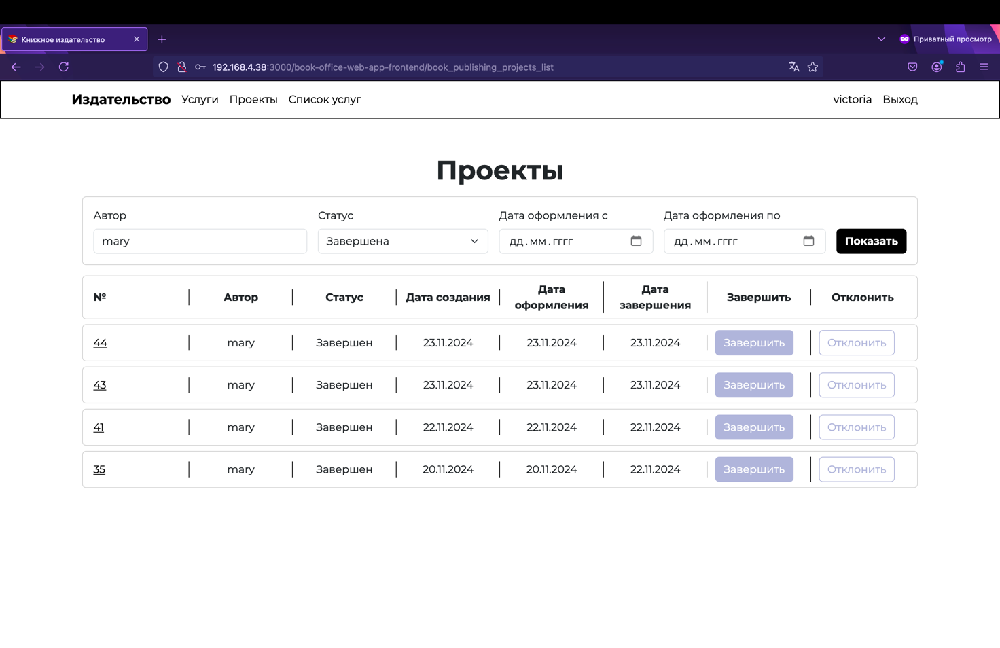 Книжное издательство
Приватный просмотр
192.168.4.38:3000/book-office-web-app-frontend/book_publishing_projects_list
Издательство Услуги Проекты Список услуг victoria Выход
Проекты
Автор Статус Дата оформления с Дата оформления по
mary Завершена дд.мм.гггг дд.мм.гггг Показать
№ Автор Статус Дата создания Дата оформления Дата завершения Завершить Отклонить
44 mary Завершен 23.11.2024 23.11.2024 23.11.2024 Завершить Отклонить
43 mary Завершен 23.11.2024 23.11.2024 23.11.2024 Завершить Отклонить
41 mary Завершен 22.11.2024 22.11.2024 22.11.2024 Завершить Отклонить
35 mary Завершен 20.11.2024 20.11.2024 22.11.2024 Завершить Отклонить